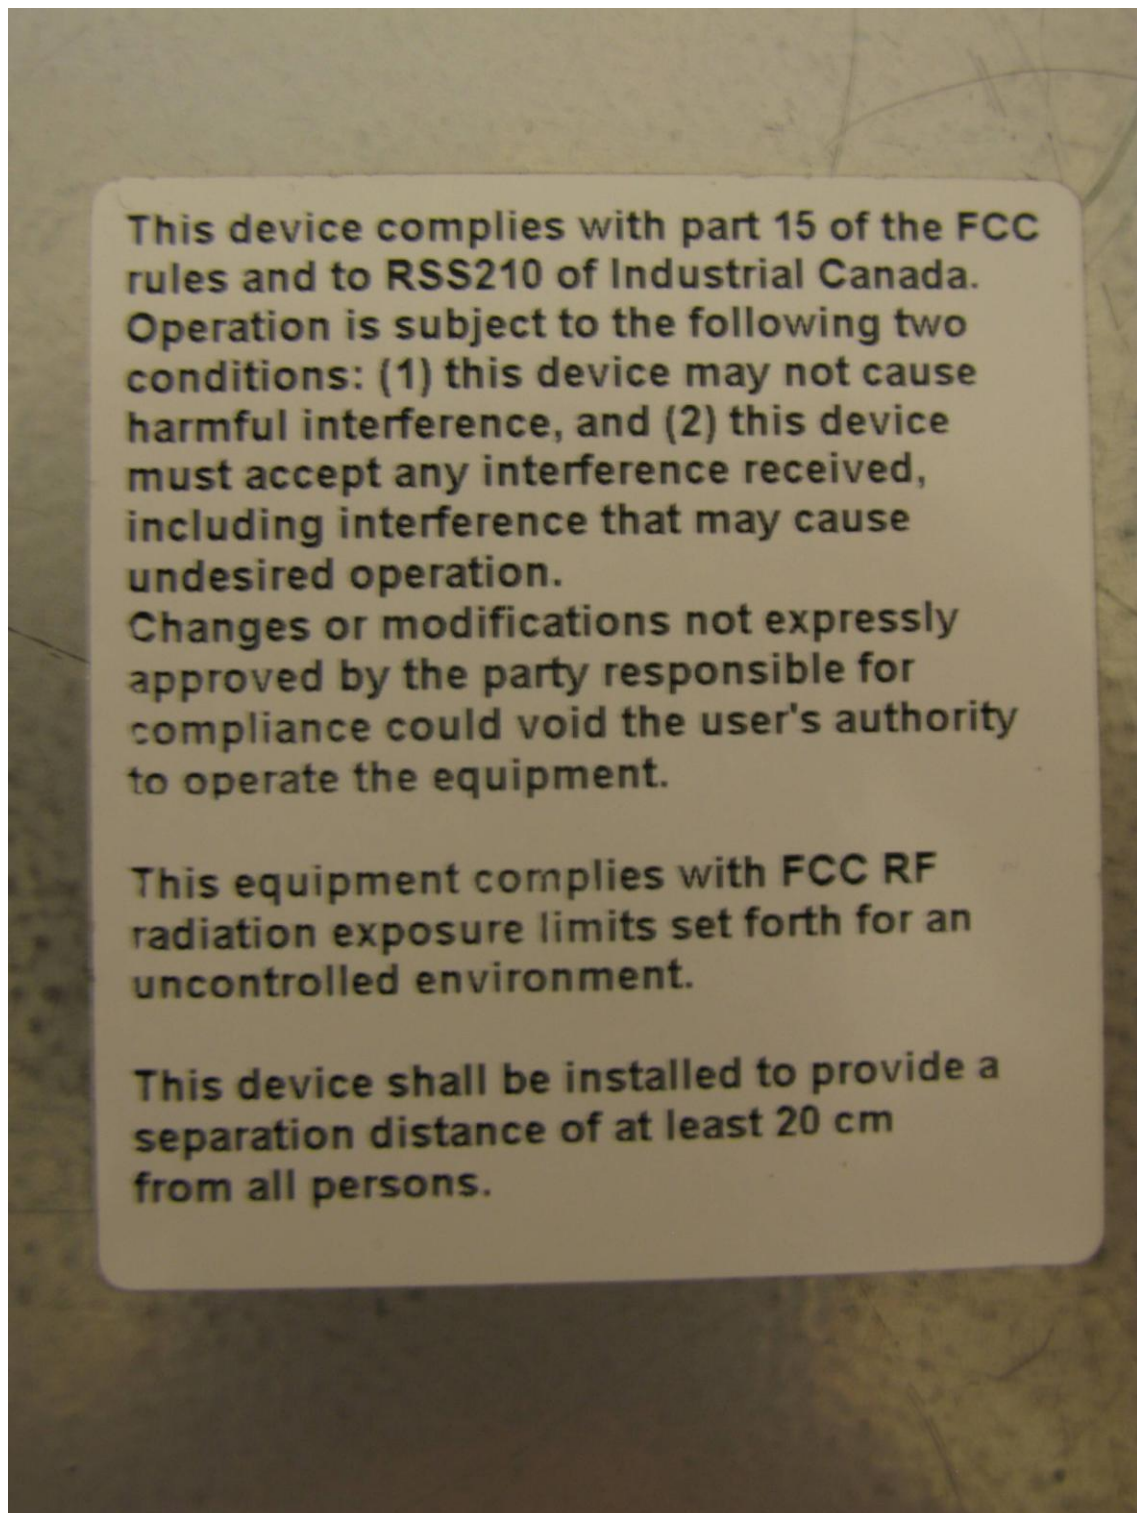 This device complies with part 15 of the FCC
rules and to RSS210 of Industrial Canada.
Operation is subject to the following two
conditions: (1) this device may not cause
harmful interference, and (2) this device
must accept any interference received,
including interference that may cause
undesired operation.
Changes or modifications not expressly
approved by the party responsible for
compliance could void the user's authority
to operate the equipment.
This equipment complies with FCC RF
radiation exposure limits set forth for an
uncontrolled environment.
This device shall be installed to provide a
separation distance of at least 20 cm
from all persons.